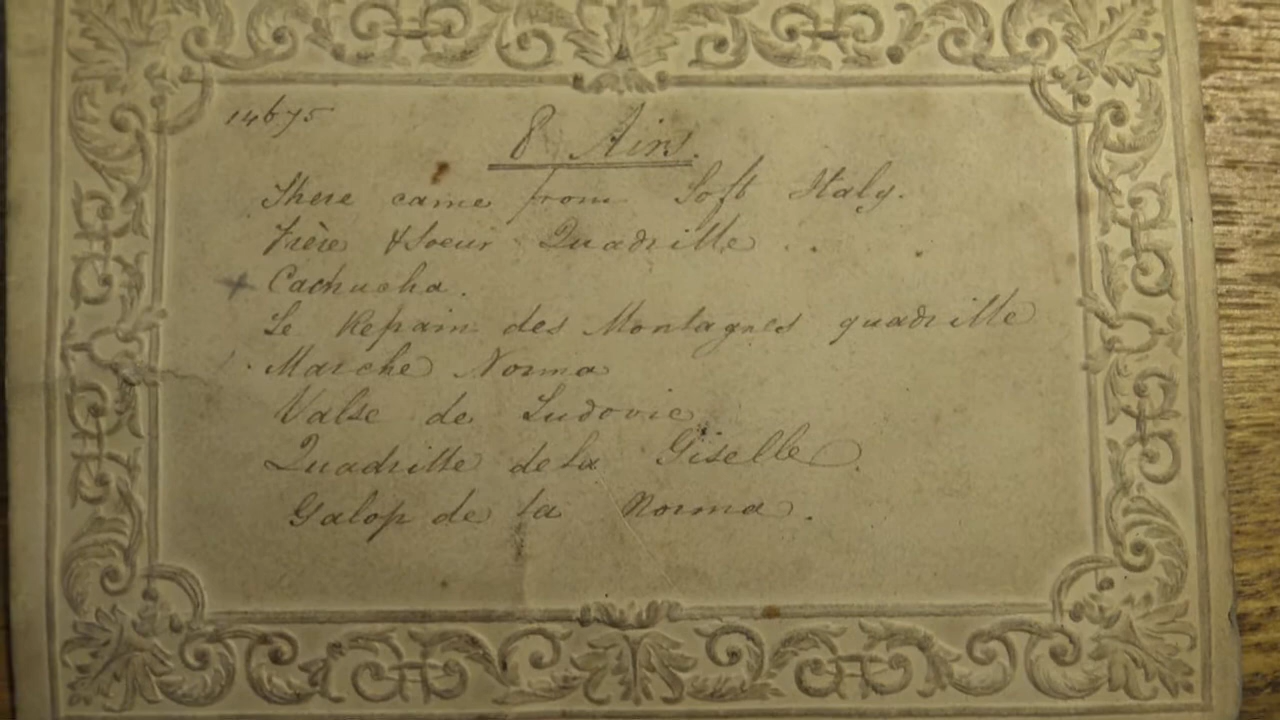 14675
8 Airs.
There came from Soft Italy.
Frère & Soeur Quadrille
+ Cachucha.
Le Repain des Montagnes quadrille
Marche Norma
Valse de Ludovic
Quadrille de la Giselle.
Galop de la Norma.